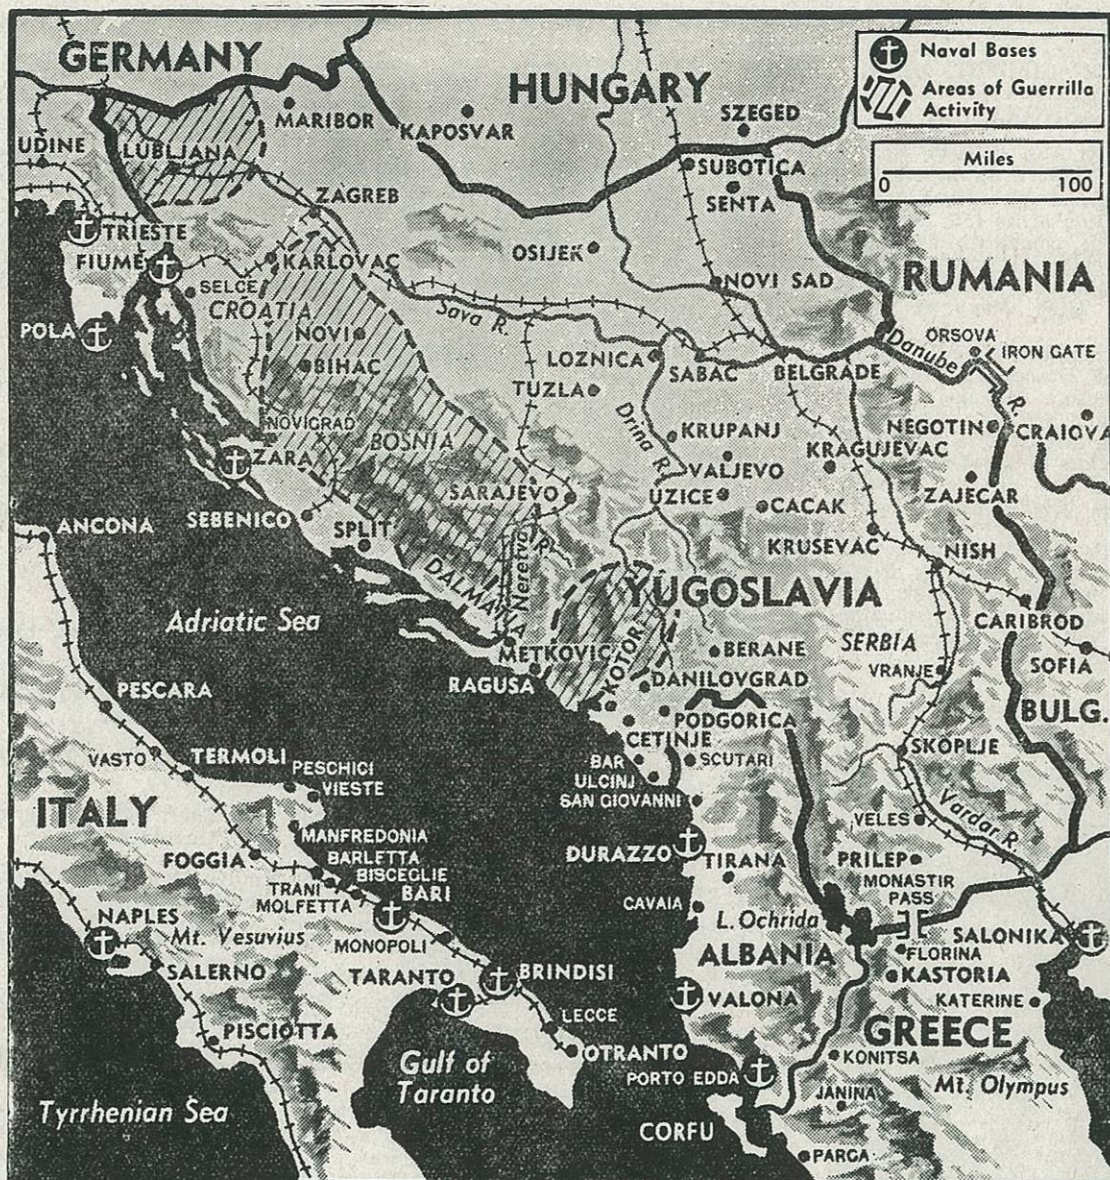 GERMANY
HUNGARY
Naval Bases
Areas of Guerrilla
Activity
Miles
0 100
MARIBOR
KAPOSVAR
SZEGED
UDINE
LUBLJANA
SUBOTICA
SENTA
ZAGREB
TRIESTE
FIUME
KARLOVAC
OSIJEK
NOVI SAD
RUMANIA
SELCE
CROATIA
POLA
NOVI
BIHAC
Sava R.
LOZNICA
SABAC
BELGRADE
Danube R.
ORSOVA
IRON GATE
TUZLA
Drina R.
NOVIGRAD
BOSNIA
ZARA
KRUPANJ
VALJEVO
KRAGUJEVAC
NEGOTIN
CRAIOVA
SARAJEVO
UZICE
CACAK
ZAJECAR
SEBENICO
SPLIT
KRUSEVAC
NISH
ANCONA
DALMATIA
Nereteva R.
YUGOSLAVIA
CARIBROD
Adriatic Sea
METKOVIC
KOTOR
BERANE
SERBIA
VRANJE
SOFIA
PESCARA
RAGUSA
DANILOVGRAD
BULG.
PODGORICA
CETINJE
SKOPLJE
VASTO
TERMOLI
PESCHICI
VIESTE
BAR
ULCINJ
SCUTARI
SAN GIOVANNI
ITALY
MANFREDONIA
VELES
Vardar R.
FOGGIA
BARLETTA
BISCEGLIE
TRANI
MOLFETTA
BARI
DURAZZO
TIRANA
PRILEP
MONASTIR
PASS
CAVAIA
L. Ochrida
NAPLES
Mt. Vesuvius
MONOPOLI
SALONIKA
FLORINA
ALBANIA
KASTORIA
SALERNO
TARANTO
BRINDISI
VALONA
KATERINE
LECCE
GREECE
PISCIOTTA
OTRANTO
KONITSA
Gulf of
Taranto
PORTO EDDA
JANINA
Mt. Olympus
Tyrrhenian Sea
CORFU
PARGA